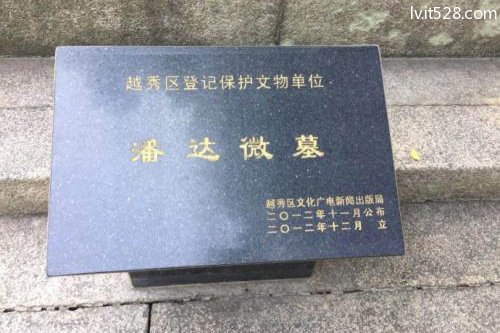 lvit528.com
越秀区登记保护文物单位
潘达微墓
越秀区文化广电新闻出版局
二〇一二年十一月公布
二〇一二年十二月 立